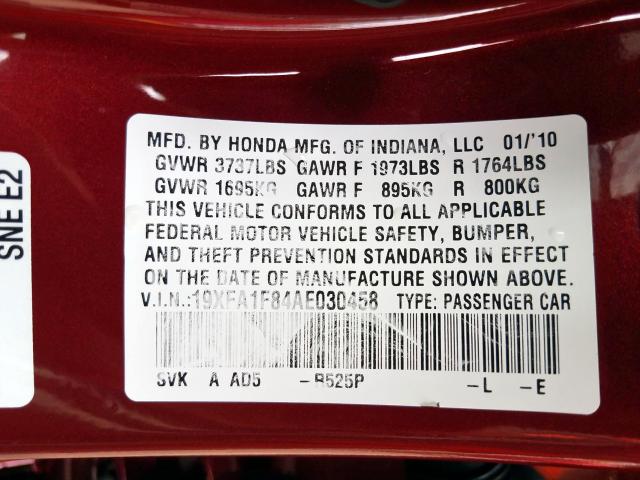 MFD. BY HONDA MFG. OF INDIANA, LLC 01/'10
GVWR 3737LBS GAWR F 1973LBS R 1764LBS
GVWR 1695KG GAWR F 895KG R 800KG
THIS VEHICLE CONFORMS TO ALL APPLICABLE
FEDERAL MOTOR VEHICLE SAFETY, BUMPER,
AND THEFT PREVENTION STANDARDS IN EFFECT
ON THE DATE OF MANUFACTURE SHOWN ABOVE.
V.I.N.:19XFA1F84AE030458 TYPE: PASSENGER CAR
SVK A AD5 -R525P -L -E
SNE E2